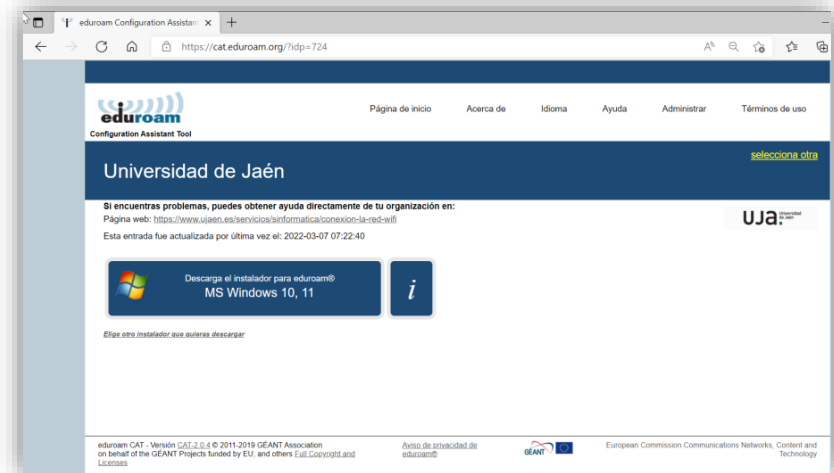 eduroam Configuration Assistan
https://cat.eduroam.org/?idp=724
eduroam
Configuration Assistant Tool
Página de inicio Acerca de Idioma Ayuda Administrar Términos de uso
selecciona otra
Universidad de Jaén
Si encuentras problemas, puedes obtener ayuda directamente de tu organización en:
Página web: https://www.ujaen.es/servicios/sinformatica/conexion-la-red-wifi
Esta entrada fue actualizada por última vez el: 2022-03-07 07:22:40
UJa. Universidad de Jaén
Descarga el instalador para eduroam®
MS Windows 10, 11
i
Elige otro instalador que quieras descargar
eduroam CAT - Versión CAT-2.0.4 © 2011-2019 GÉANT Association
on behalf of the GÉANT Projects funded by EU; and others Full Copyright and
Licenses
Aviso de privacidad de
eduroam®
GÉANT
European Commission Communications Networks, Content and
Technology